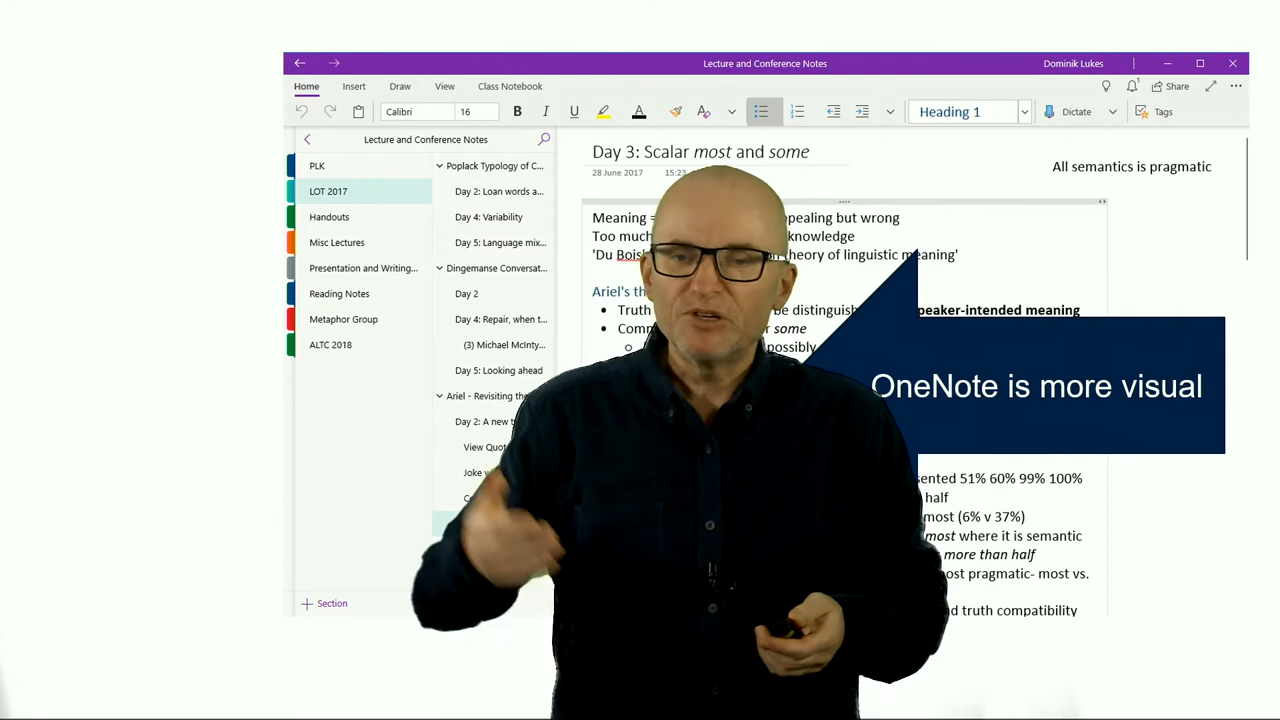 Lecture and Conference Notes
Dominik Lukes
Home Insert Draw View Class Notebook
Share
Calibri 16 B I U A A Heading 1 Dictate Tags
Lecture and Conference Notes
PLK
LOT 2017
Handouts
Misc Lectures
Presentation and Writing...
Reading Notes
Metaphor Group
ALTC 2018
Section
Poplack Typology of C...
Day 2: Loan words a...
Day 4: Variability
Day 5: Language mix...
Dingemanse Conversat...
Day 2
Day 4: Repair, when t
(3) Michael McInty...
Day 5: Looking ahead
Ariel - Revisiting the
Day 2: A new t
View Quo
Joke
Day 3: Scalar most and some
28 June 2017 15:23
All semantics is pragmatic
Meaning = pealing but wrong
Too much knowledge
'Du Bois theory of linguistic meaning'
Ariel's th
Truth be distinguish peaker-intended meaning
Comm r some
possibly
OneNote is more visual
sented 51% 60% 99% 100%
half
most (6% v 37%)
most where it is semantic
more than half
ost pragmatic- most vs.
d truth compatibility